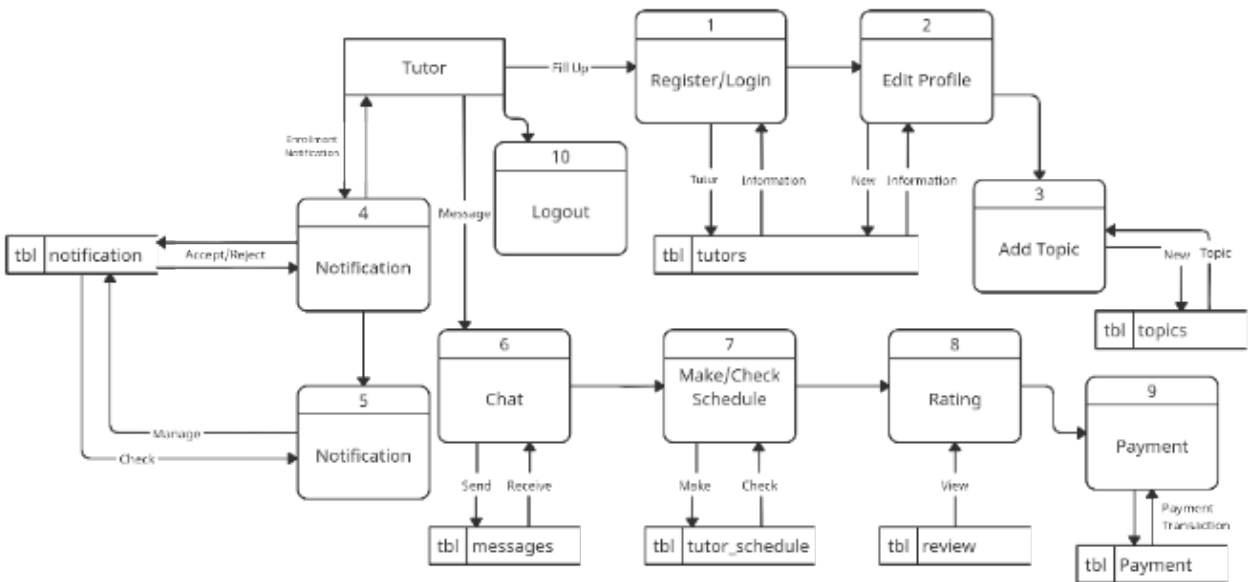 1
2
Tutor
Fill Up
Register/Login
Edit Profile
Enrollment
Notification
10
Logout
Tutur
Information
New
Information
3
Add Topic
4
Message
tbl notification
Accept/Reject
Notification
tbl tutors
New
Topic
tbl topics
6
Chat
7
Make/Check
Schedule
8
Rating
9
Payment
5
Notification
Manage
Check
Send
Receive
Make
Check
View
Payment
Transaction
tbl messages
tbl tutor_schedule
tbl review
tbl Payment